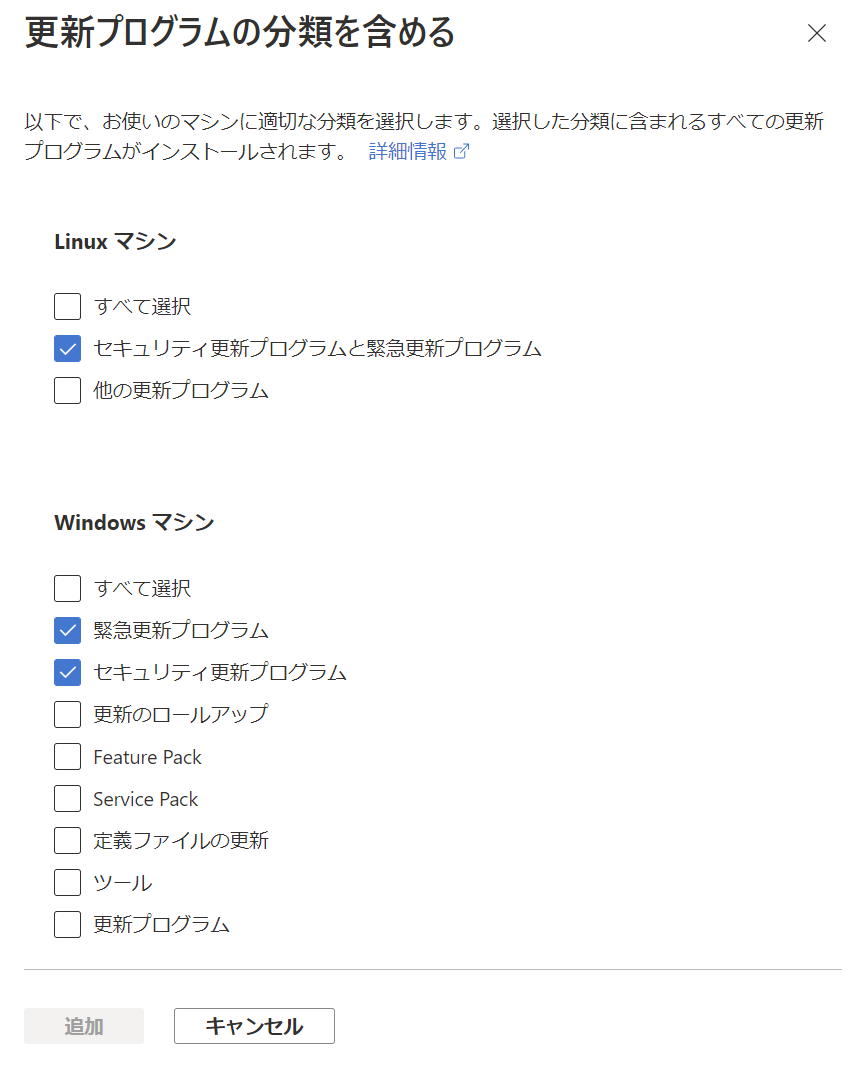 更新プログラムの分類を含める
以下で、お使いのマシンに適切な分類を選択します。選択した分類に含まれるすべての更新
プログラムがインストールされます。 詳細情報
Linux マシン
すべて選択
セキュリティ更新プログラムと緊急更新プログラム
他の更新プログラム
Windows マシン
すべて選択
緊急更新プログラム
セキュリティ更新プログラム
更新のロールアップ
Feature Pack
Service Pack
定義ファイルの更新
ツール
更新プログラム
追加 キャンセル